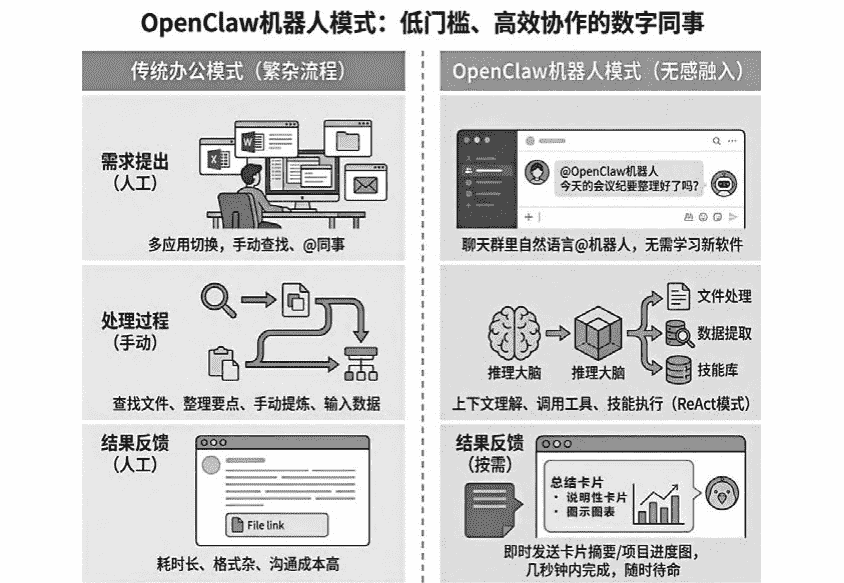 OpenClaw机器人模式：低门槛、高效协作的数字同事
传统办公模式（繁杂流程）
OpenClaw机器人模式（无感融入）
需求提出
（人工）
W
X
多应用切换，手动查找、@同事
@OpenClaw机器人
今天的会议纪要整理好了吗?
聊天群里自然语言@机器人，无需学习新软件
处理过程
（手动）
查找文件、整理要点、手动提炼、输入数据
推理大脑
推理大脑
文件处理
数据提取
技能库
上下文理解、调用工具、技能执行（ReAct模式）
结果反馈
（人工）
File link
耗时长、格式杂、沟通成本高
结果反馈
（按需）
总结卡片
· 说明性卡片
· 图示图表
即时发送卡片摘要/项目进度图，
几秒钟内完成，随时待命